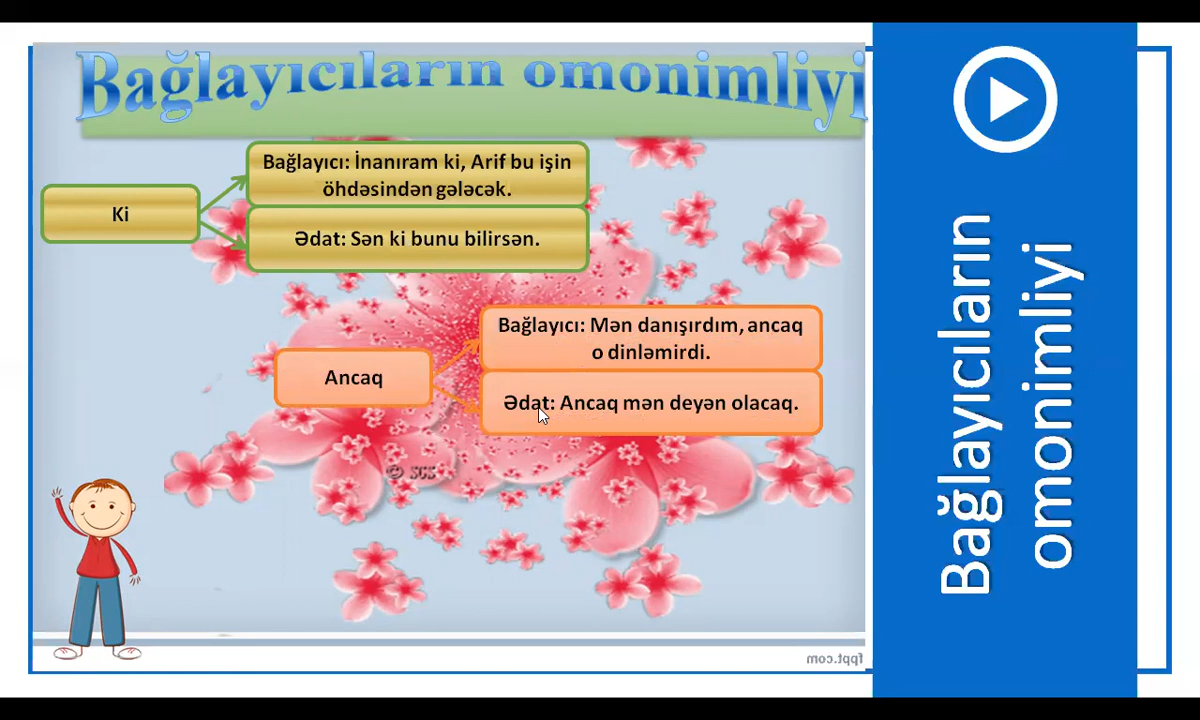 Bağlayıcıların omonimliyi
Bağlayıcı: İnanıram ki, Arif bu işin
öhdəsindən gələcək.
Ki
Ədat: Sən ki bunu bilirsən.
Bağlayıcı: Mən danışırdım, ancaq
o dinləmirdi.
Ancaq
Ədat: Ancaq mən deyən olacaq.
© SGS
fppt.com
Bağlayıcıların
omonimliyi